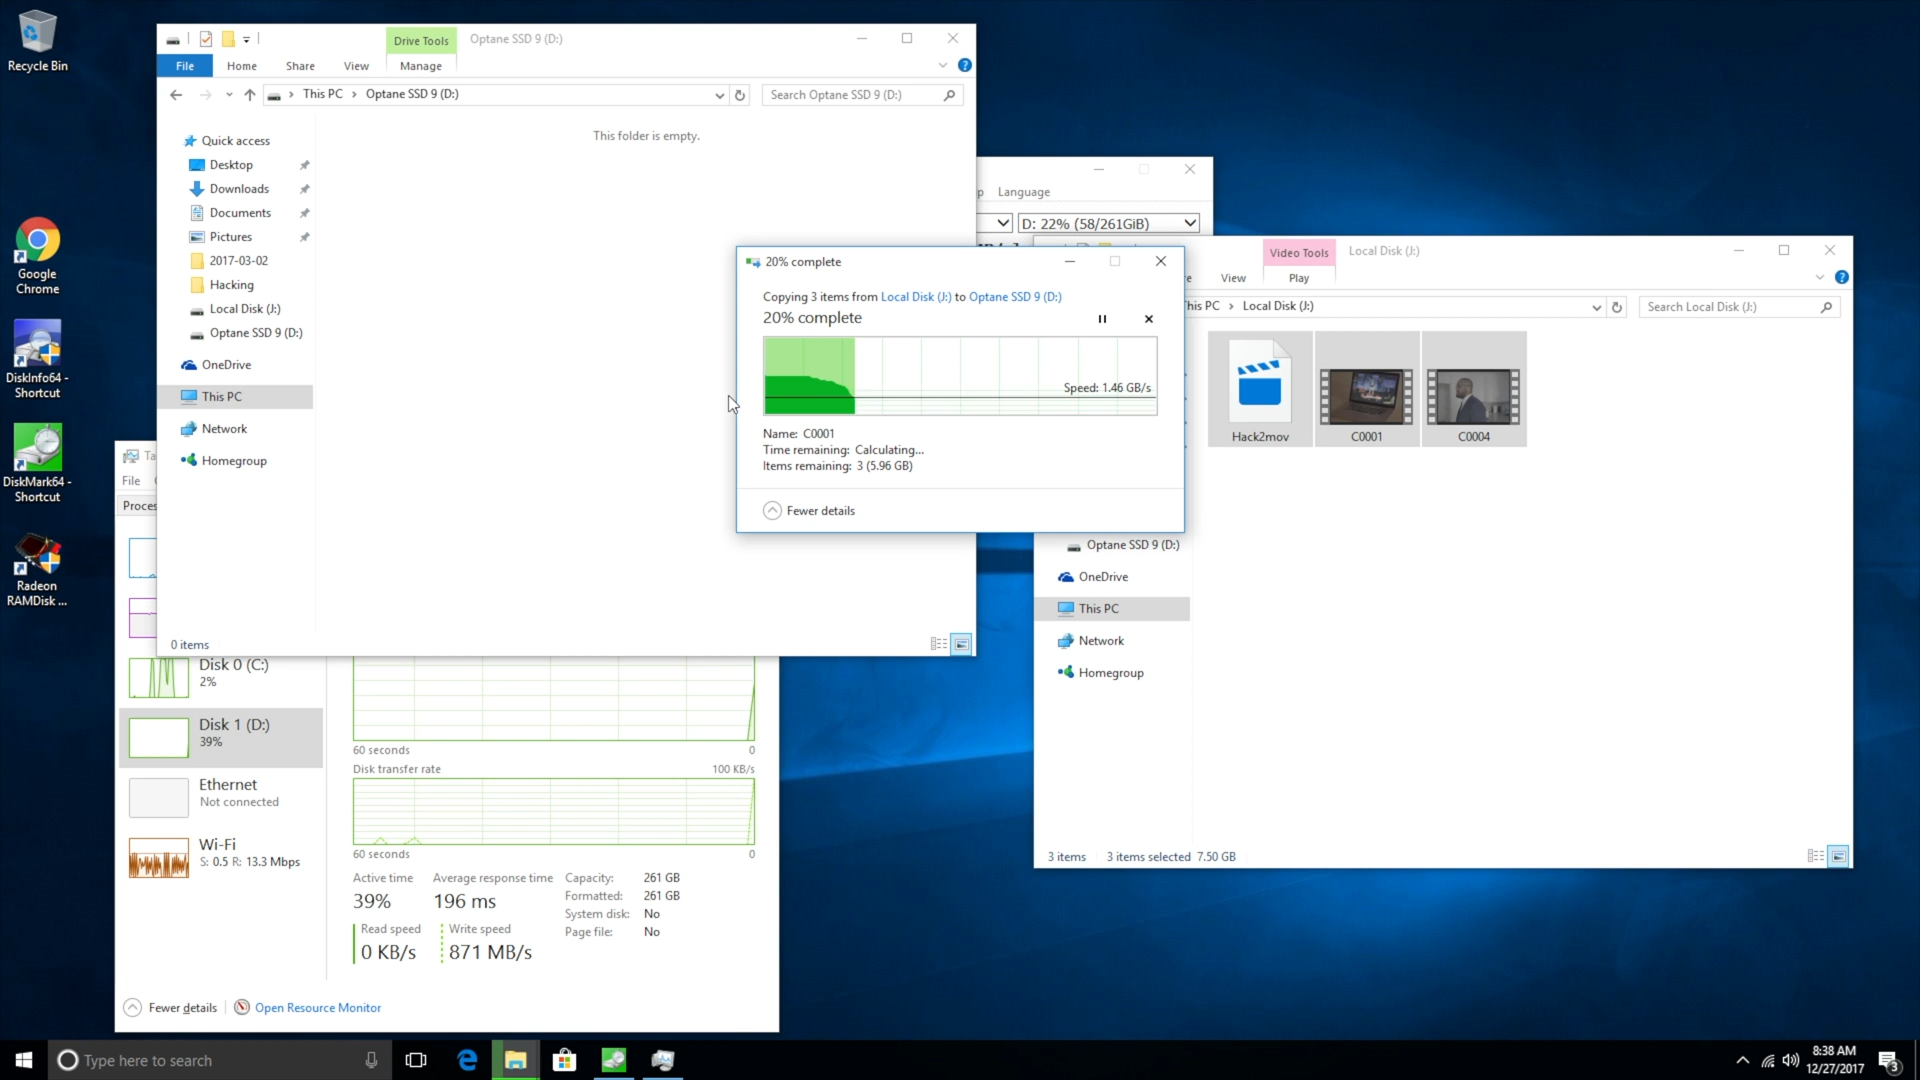 Recycle Bin
Google
Chrome
DiskInfo64 -
Shortcut
DiskMark64 -
Shortcut
Radeon
RAMDisk ...
Drive Tools
Optane SSD 9 (D:)
File
Home
Share
View
Manage
This PC
Optane SSD 9 (D:)
Search Optane SSD 9 (D:)
This folder is empty.
Quick access
Desktop
Downloads
Documents
Pictures
2017-03-02
Hacking
Local Disk (J:)
Optane SSD 9 (D:)
OneDrive
This PC
Network
Homegroup
0 items
p Language
D: 22% (58/261GiB)
20% complete
Copying 3 items from Local Disk (J:) to Optane SSD 9 (D:)
20% complete
Speed: 1.46 GB/s
Name: C0001
Time remaining: Calculating...
Items remaining: 3 (5.96 GB)
Fewer details
Video Tools
Local Disk (J:)
re
View
Play
This PC
Local Disk (J:)
Search Local Disk (J:)
Hack2mov
C0001
C0004
Optane SSD 9 (D:)
OneDrive
This PC
Network
Homegroup
3 items
3 items selected 7.50 GB
Ta
File
Proces
Disk 0 (C:)
2%
Disk 1 (D:)
39%
Ethernet
Not connected
Wi-Fi
S: 0.5 R: 13.3 Mbps
60 seconds
0
Disk transfer rate
100 KB/s
60 seconds
0
Active time
39%
Average response time
196 ms
Read speed
0 KB/s
Write speed
871 MB/s
Capacity: 261 GB
Formatted: 261 GB
System disk: No
Page file: No
Fewer details
Open Resource Monitor
Type here to search
8:38 AM
12/27/2017
3